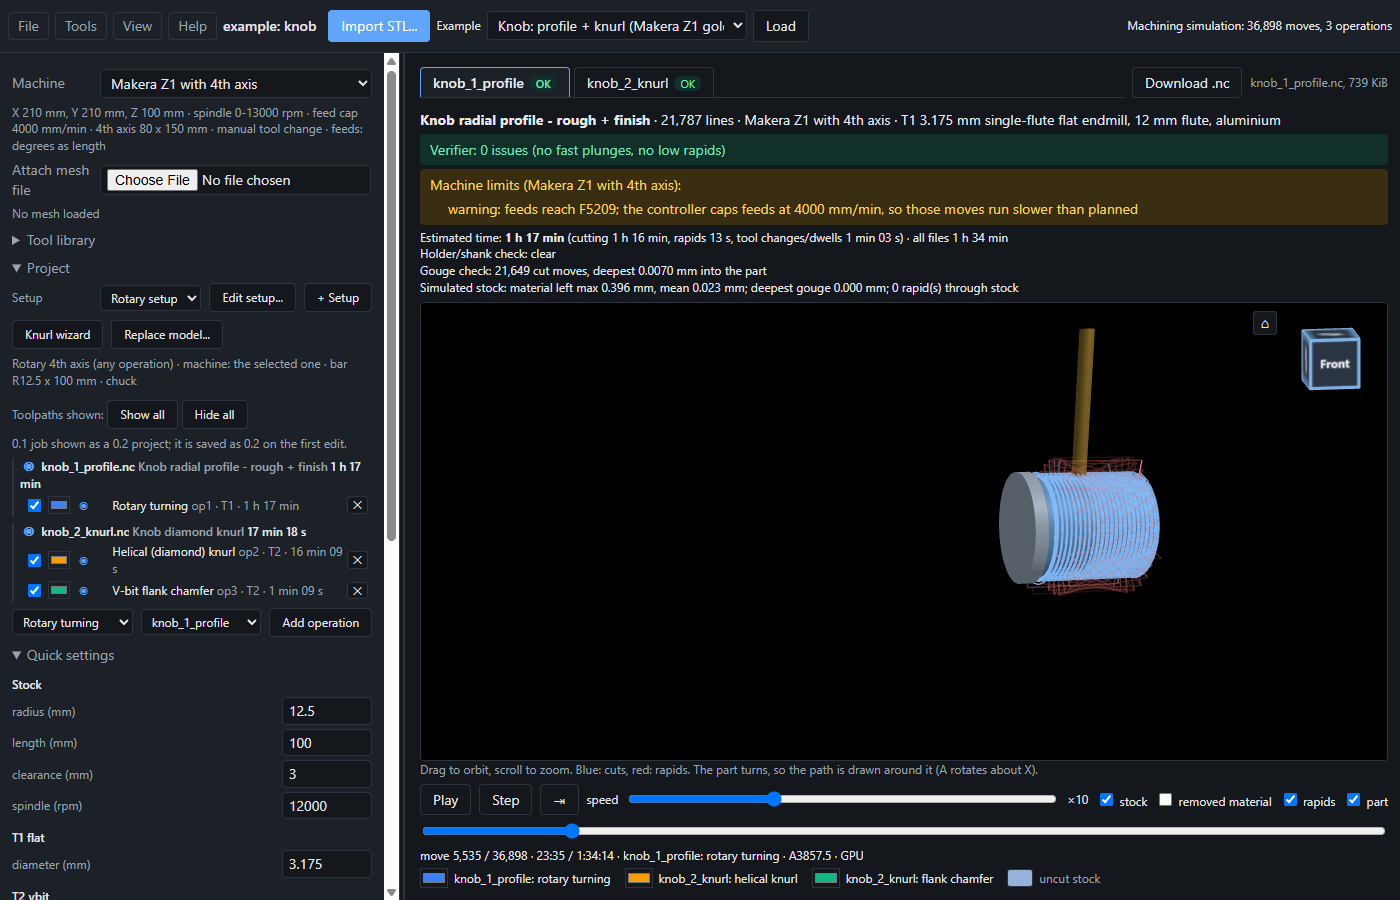 File
Tools
View
Help
example: knob
Import STL...
Example
Knob: profile + knurl (Makera Z1 gol
Load
Machining simulation: 36,898 moves, 3 operations
Machine
Makera Z1 with 4th axis
X 210 mm, Y 210 mm, Z 100 mm · spindle 0-13000 rpm · feed cap
4000 mm/min · 4th axis 80 x 150 mm · manual tool change · feeds:
degrees as length
Attach mesh
file
Choose File No file chosen
No mesh loaded
Tool library
Project
Setup
Rotary setup
Edit setup...
+ Setup
Knurl wizard
Replace model...
Rotary 4th axis (any operation) · machine: the selected one · bar
R12.5 x 100 mm · chuck
Toolpaths shown:
Show all
Hide all
0.1 job shown as a 0.2 project; it is saved as 0.2 on the first edit.
knob_1_profile.nc Knob radial profile - rough + finish 1 h 17
min
Rotary turning op1 · T1 · 1 h 17 min
knob_2_knurl.nc Knob diamond knurl 17 min 18 s
Helical (diamond) knurl op2 · T2 · 16 min 09
s
V-bit flank chamfer op3 · T2 · 1 min 09 s
Rotary turning
knob_1_profile
Add operation
Quick settings
Stock
radius (mm)
12.5
length (mm)
100
clearance (mm)
3
spindle (rpm)
12000
T1 flat
diameter (mm)
3.175
T2 vbit
knob_1_profile OK
knob_2_knurl OK
Download .nc
knob_1_profile.nc, 739 KiB
Knob radial profile - rough + finish · 21,787 lines · Makera Z1 with 4th axis · T1 3.175 mm single-flute flat endmill, 12 mm flute, aluminium
Verifier: 0 issues (no fast plunges, no low rapids)
Machine limits (Makera Z1 with 4th axis):
warning: feeds reach F5209; the controller caps feeds at 4000 mm/min, so those moves run slower than planned
Estimated time: 1 h 17 min (cutting 1 h 16 min, rapids 13 s, tool changes/dwells 1 min 03 s) · all files 1 h 34 min
Holder/shank check: clear
Gouge check: 21,649 cut moves, deepest 0.0070 mm into the part
Simulated stock: material left max 0.396 mm, mean 0.023 mm; deepest gouge 0.000 mm; 0 rapid(s) through stock
Front
Drag to orbit, scroll to zoom. Blue: cuts, red: rapids. The part turns, so the path is drawn around it (A rotates about X).
Play
Step
speed
×10
stock
removed material
rapids
part
move 5,535 / 36,898 · 23:35 / 1:34:14 · knob_1_profile: rotary turning · A3857.5 · GPU
knob_1_profile: rotary turning
knob_2_knurl: helical knurl
knob_2_knurl: flank chamfer
uncut stock